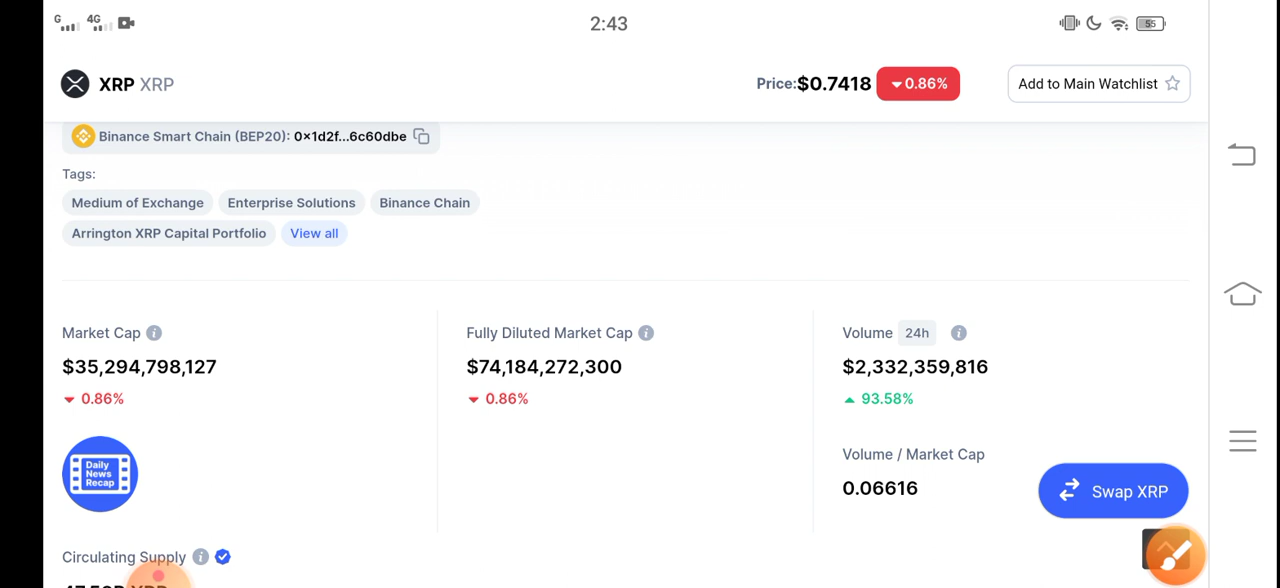 G 4G 2:43 55
XRP XRP Price:$0.7418 0.86% Add to Main Watchlist
Binance Smart Chain (BEP20): 0x1d2f...6c60dbe
Tags:
Medium of Exchange Enterprise Solutions Binance Chain
Arrington XRP Capital Portfolio View all
Market Cap Fully Diluted Market Cap Volume 24h
$35,294,798,127 $74,184,272,300 $2,332,359,816
0.86% 0.86% 93.58%
Volume / Market Cap
0.06616
Daily
News
Recap
Swap XRP
Circulating Supply